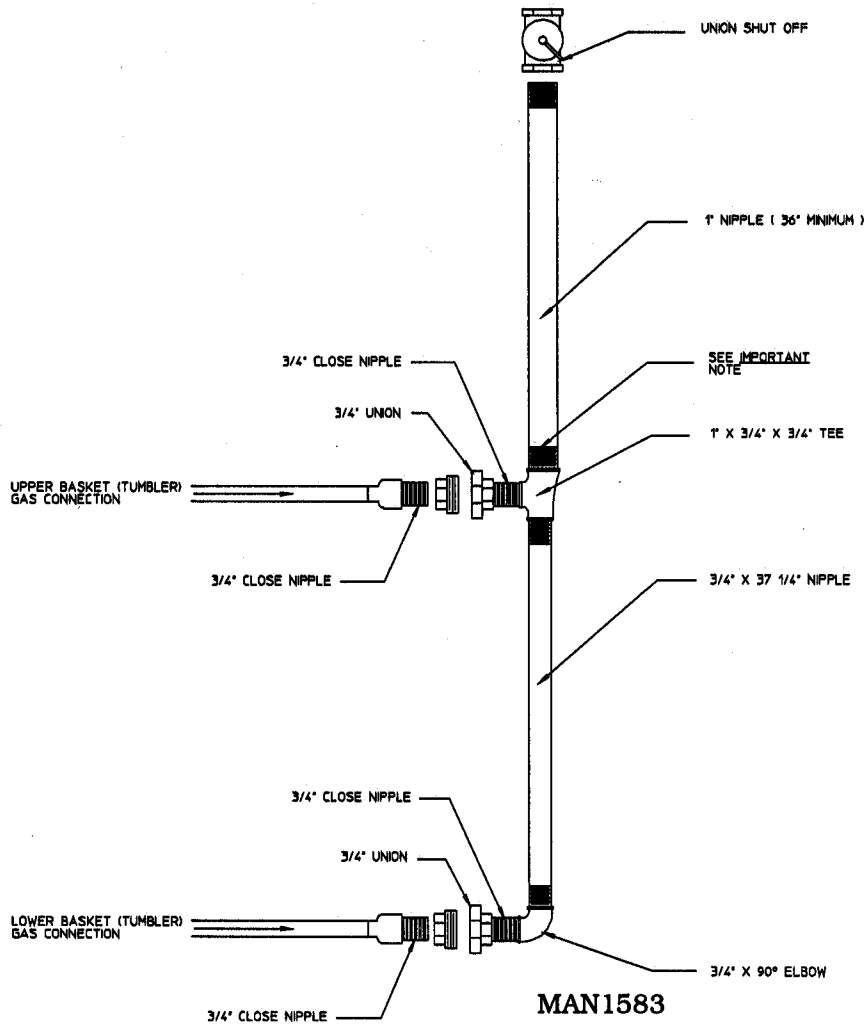 UNION SHUT OFF
1" NIPPLE ( 36" MINIMUM )
3/4" CLOSE NIPPLE
SEE IMPORTANT
NOTE
3/4" UNION
1" X 3/4" X 3/4" TEE
UPPER BASKET (TUMBLER)
GAS CONNECTION
3/4" CLOSE NIPPLE
3/4" X 37 1/4" NIPPLE
3/4" CLOSE NIPPLE
3/4" UNION
LOWER BASKET (TUMBLER)
GAS CONNECTION
3/4" X 90° ELBOW
3/4" CLOSE NIPPLE
MAN1583